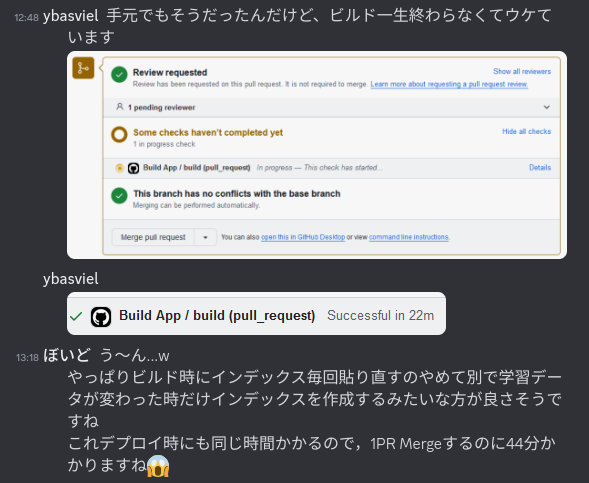 12:48 ybasviel 手元でもそうだったんだけど、ビルド一生終わらなくてウケて
います
Review requested
Show all reviewers
Review has been requested on this pull request. It is not required to merge. Learn more about requesting a pull request review.
1 pending reviewer
Some checks haven't completed yet
Hide all checks
1 in progress check
Build App / build (pull_request) In progress — This check has started...
Details
This branch has no conflicts with the base branch
Merging can be performed automatically.
Merge pull request
You can also open this in GitHub Desktop or view command line instructions.
ybasviel
Build App / build (pull_request) Successful in 22m
13:18 ぼいど う〜ん…w
やっぱりビルド時にインデックス毎回貼り直すのやめて別で学習デー
タが変わった時だけインデックスを作成するみたいな方が良さそうで
すね
これデプロイ時にも同じ時間かかるので，1PR Mergeするのに44分か
かりますね😱